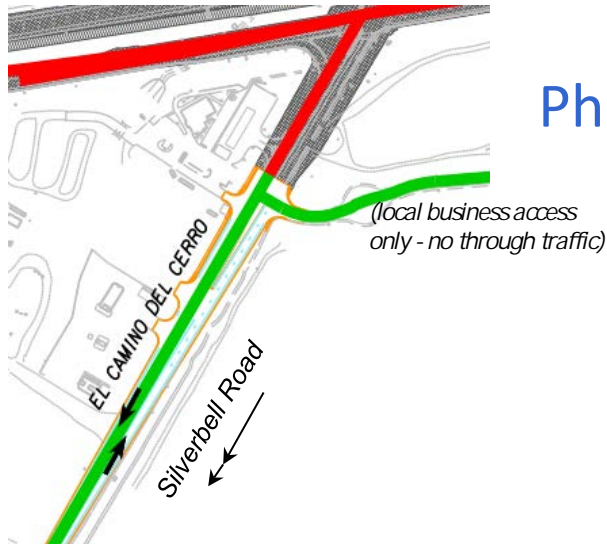 Ph
(local business access
only - no through traffic)
EL CAMINO DEL CERRO
Silverbell Road